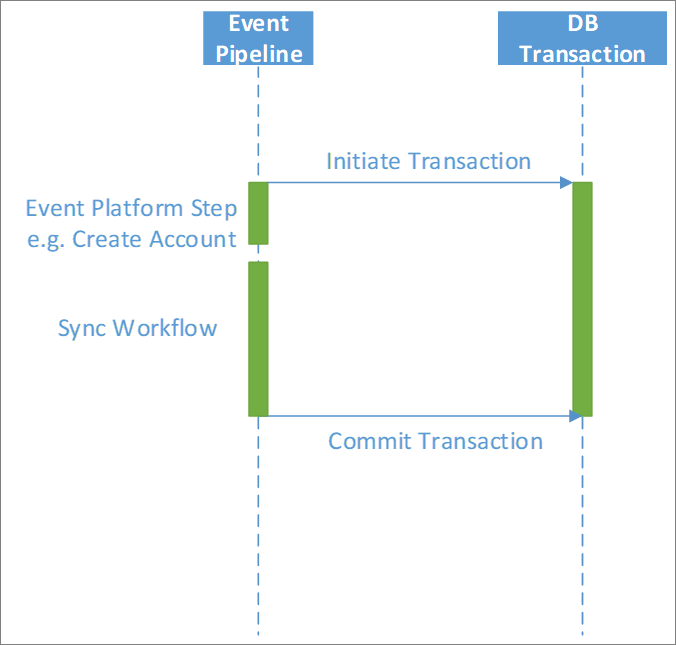 Event
Pipeline
DB
Transaction
Initiate Transaction
Event Platform Step
e.g. Create Account
Sync Workflow
Commit Transaction